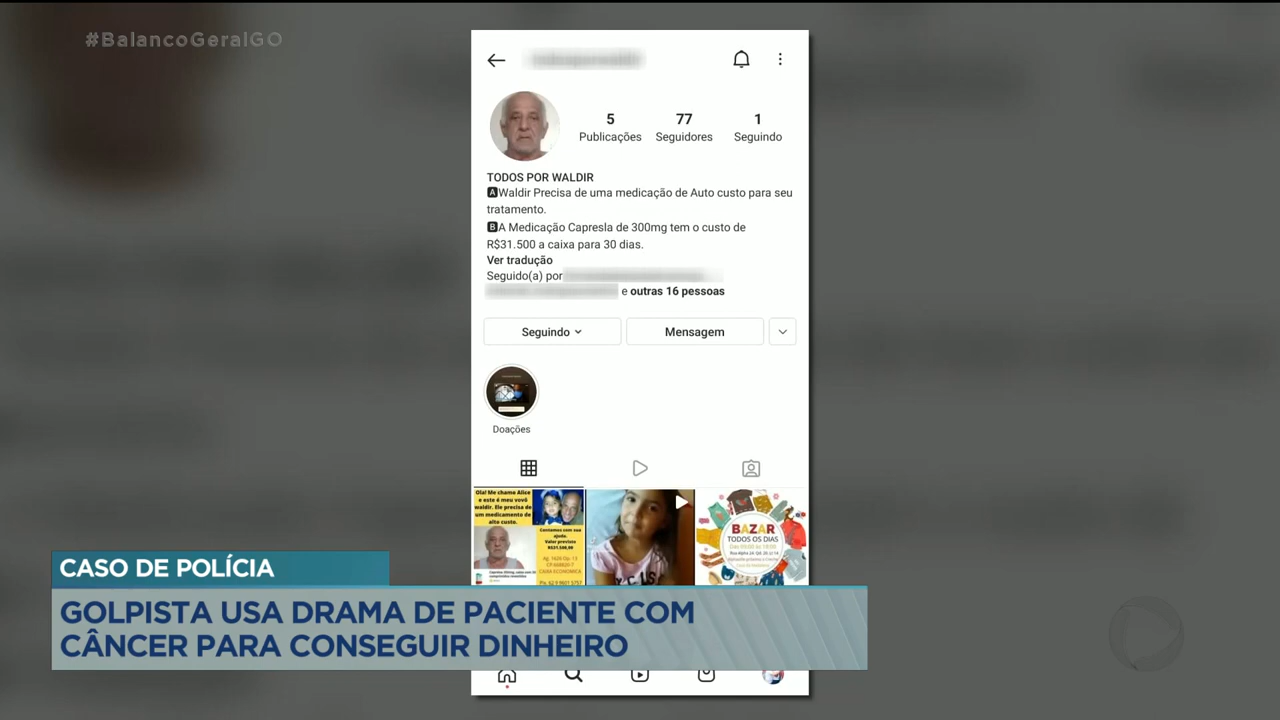 #BalancoGeralGO
5
77
1
Publicações
Seguidores
Seguindo
TODOS POR WALDIR
🅰Waldir Precisa de uma medicação de Auto custo para seu
tratamento.
🅱A Medicação Capresla de 300mg tem o custo de
R$31.500 a caixa para 30 dias.
Ver tradução
Seguido(a) por
e outras 16 pessoas
Seguindo
Mensagem
Doações
Ola! Me chame Alice
e este é meu vovô
waldir. Ele precisa de
um medicamento de
alto custo.
Contamos com sua
ajuda.
Valor previsto
BAZAR
TODOS OS DIAS
CASO DE POLÍCIA
GOLPISTA USA DRAMA DE PACIENTE COM
CÂNCER PARA CONSEGUIR DINHEIRO